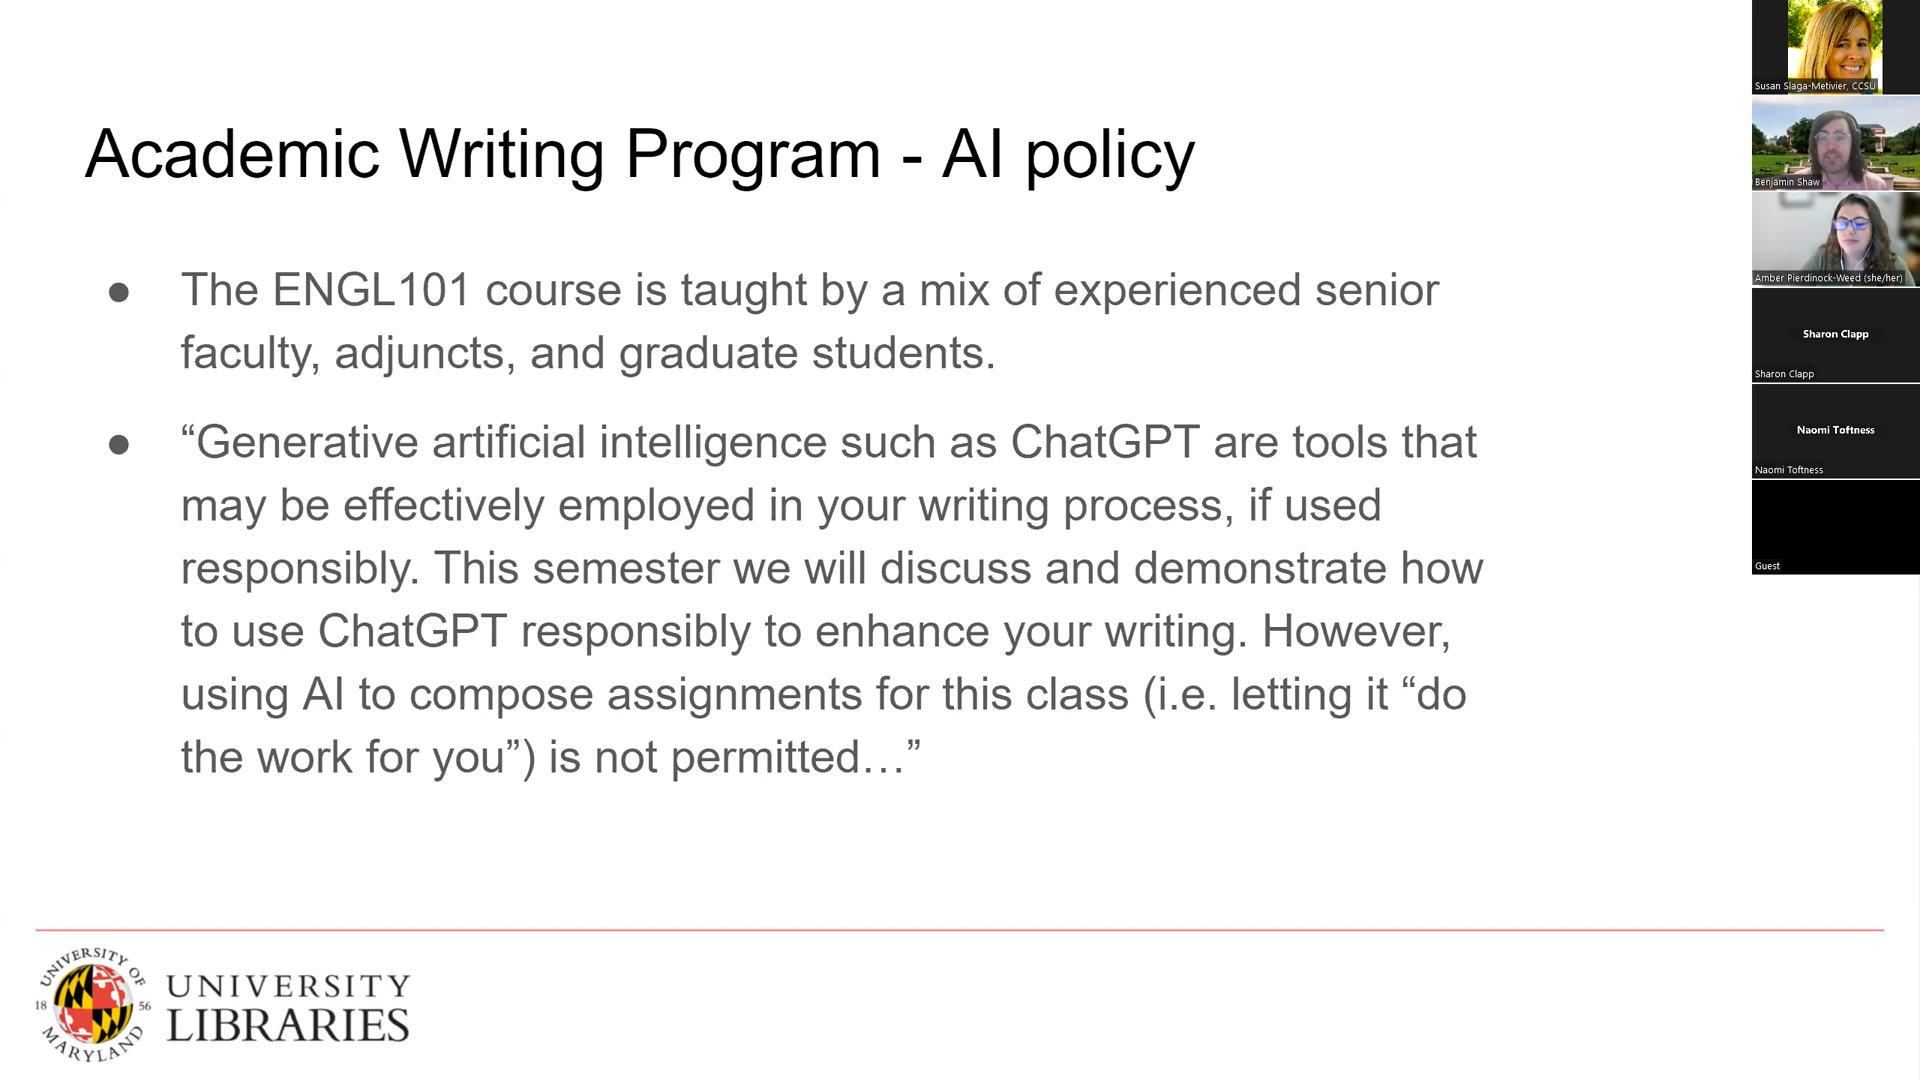 Academic Writing Program - AI policy
● The ENGL101 course is taught by a mix of experienced senior
faculty, adjuncts, and graduate students.
● “Generative artificial intelligence such as ChatGPT are tools that
may be effectively employed in your writing process, if used
responsibly. This semester we will discuss and demonstrate how
to use ChatGPT responsibly to enhance your writing. However,
using AI to compose assignments for this class (i.e. letting it “do
the work for you”) is not permitted…”
UNIVERSITY OF
18 56
MARYLAND
UNIVERSITY
LIBRARIES
Susan Slaga-Metivier, CCSU
Benjamin Shaw
Amber Pierdinock-Weed (she/her)
Sharon Clapp
Sharon Clapp
Naomi Toftness
Naomi Toftness
Guest